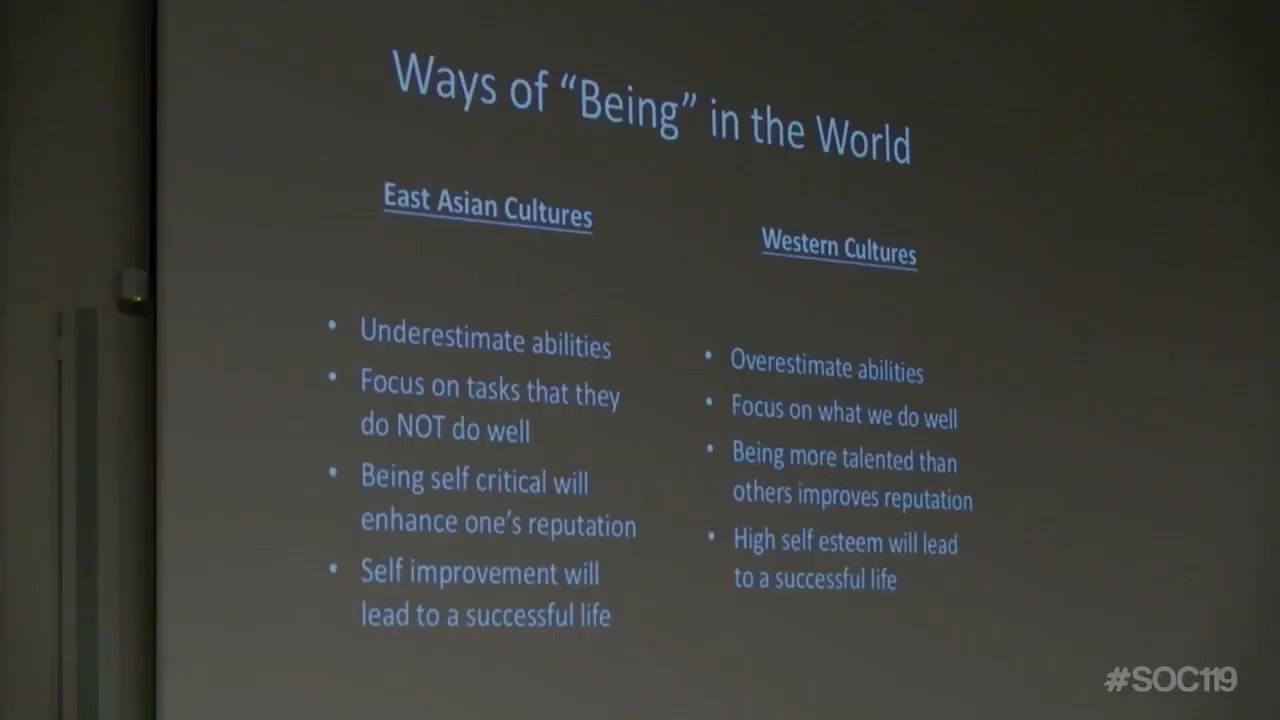 Ways of “Being” in the World
East Asian Cultures
• Underestimate abilities
• Focus on tasks that they
do NOT do well
• Being self critical will
enhance one’s reputation
• Self improvement will
lead to a successful life
Western Cultures
• Overestimate abilities
• Focus on what we do well
• Being more talented than
others improves reputation
• High self esteem will lead
to a successful life
#SOC119